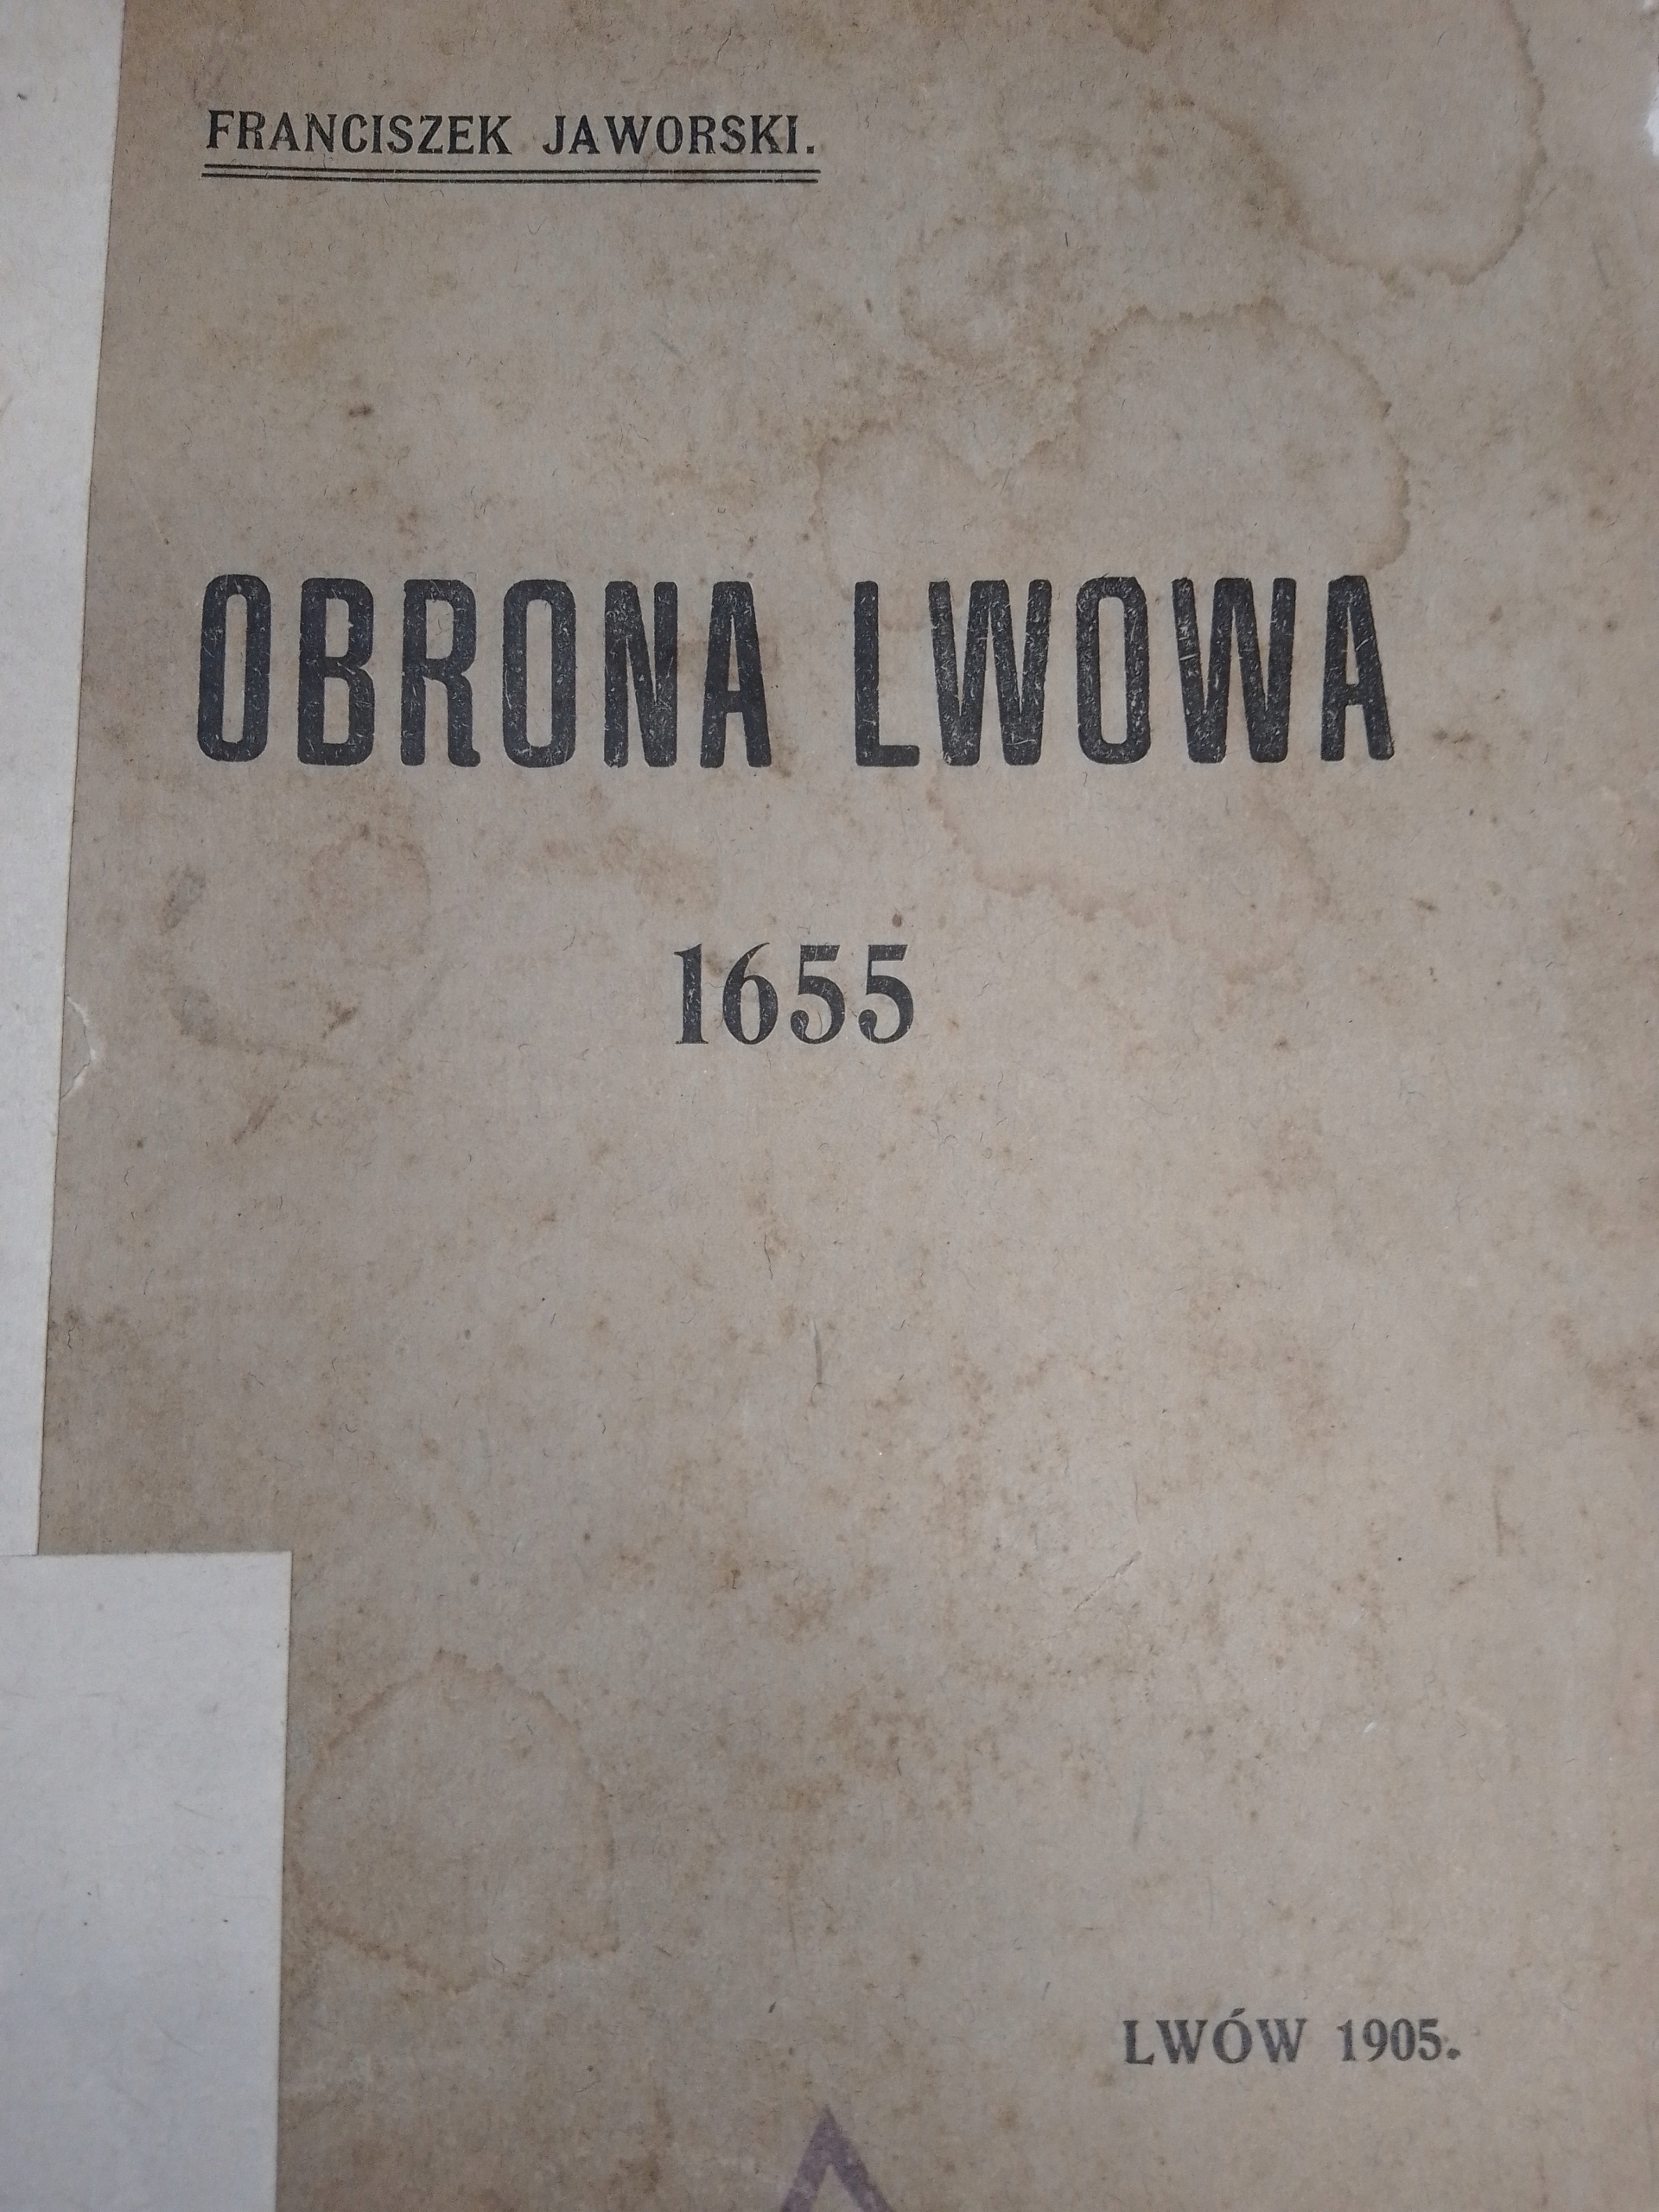 FRANCISZEK JAWORSKI.
OBRONA LWOWA
1655
LWÓW 1905.